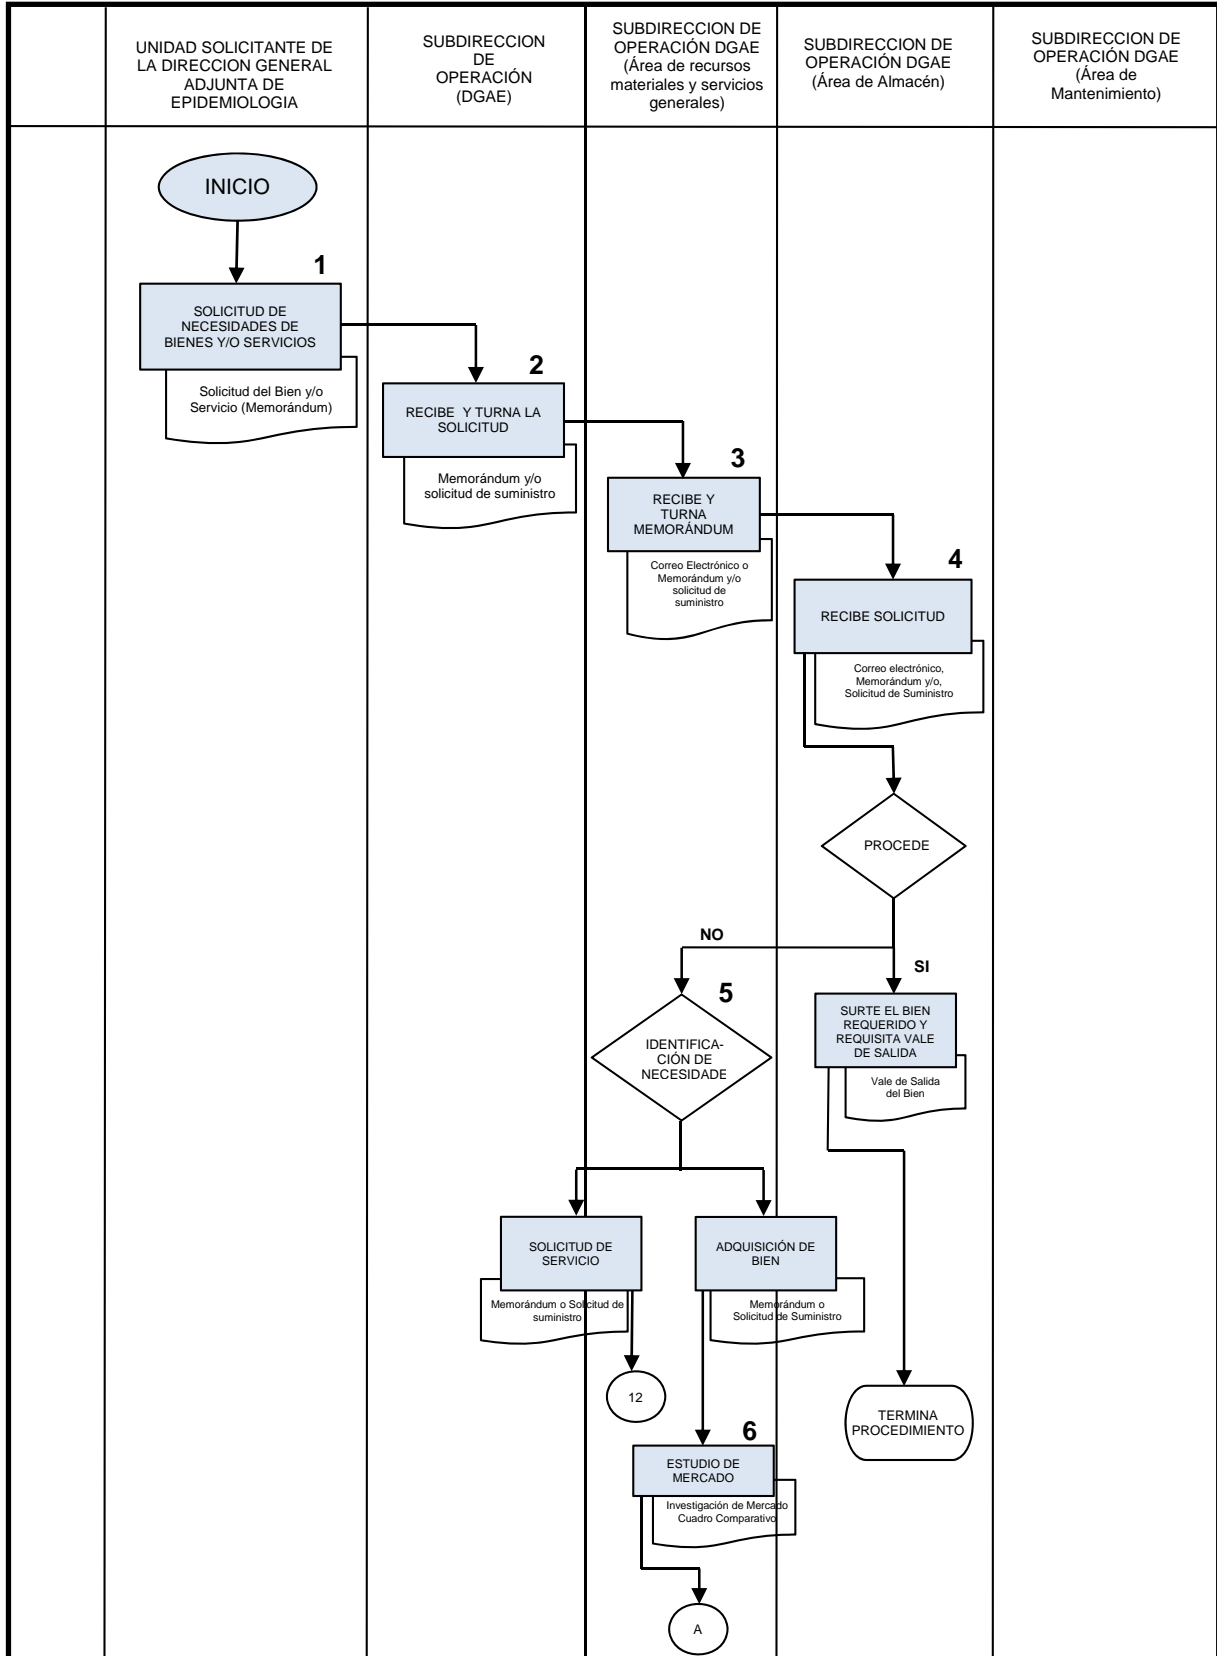 UNIDAD SOLICITANTE DE
LA DIRECCION GENERAL
ADJUNTA DE
EPIDEMIOLOGIA
SUBDIRECCION
DE
OPERACIÓN
(DGAE)
SUBDIRECCION DE
OPERACIÓN DGAE
(Área de recursos
materiales y servicios
generales)
SUBDIRECCION DE
OPERACIÓN DGAE
(Área de Almacén)
SUBDIRECCION DE
OPERACIÓN DGAE
(Área de
Mantenimiento)
INICIO
1
SOLICITUD DE
NECESIDADES DE
BIENES Y/O SERVICIOS
Solicitud del Bien y/o
Servicio (Memorándum)
2
RECIBE Y TURNA LA
SOLICITUD
Memorándum y/o
solicitud de suministro
3
RECIBE Y
TURNA
MEMORÁNDUM
Correo Electrónico o
Memorándum y/o
solicitud de
suministro
4
RECIBE SOLICITUD
Correo electrónico,
Memorándum y/o,
Solicitud de Suministro
PROCEDE
NO
SI
5
IDENTIFICA-
CIÓN DE
NECESIDADE
SURTE EL BIEN
REQUERIDO Y
REQUISITA VALE
DE SALIDA
Vale de Salida
del Bien
SOLICITUD DE
SERVICIO
Memorándum o Solicitud de
suministro
ADQUISICIÓN DE
BIEN
Memorándum o
Solicitud de Suministro
12
TERMINA
PROCEDIMIENTO
6
ESTUDIO DE
MERCADO
Investigación de Mercado
Cuadro Comparativo
A